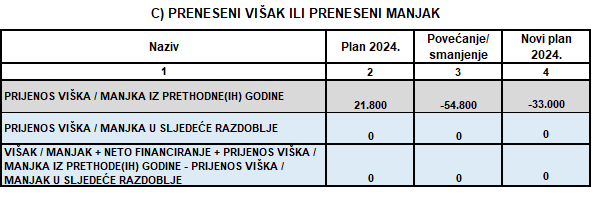 C) PRENESENI VIŠAK ILI PRENESENI MANJAK
Naziv Plan 2024. Povećanje/ smanjenje Novi plan 2024.
1 2 3 4
PRIJENOS VIŠKA / MANJKA IZ PRETHODNE(IH) GODINE 21.800 -54.800 -33.000
PRIJENOS VIŠKA / MANJKA U SLJEDEĆE RAZDOBLJE 0 0 0
VIŠAK / MANJAK + NETO FINANCIRANJE + PRIJENOS VIŠKA /
MANJKA IZ PRETHODE(IH) GODINE - PRIJENOS VIŠKA /
MANJAK U SLJEDEĆE RAZDOBLJE 0 0 0